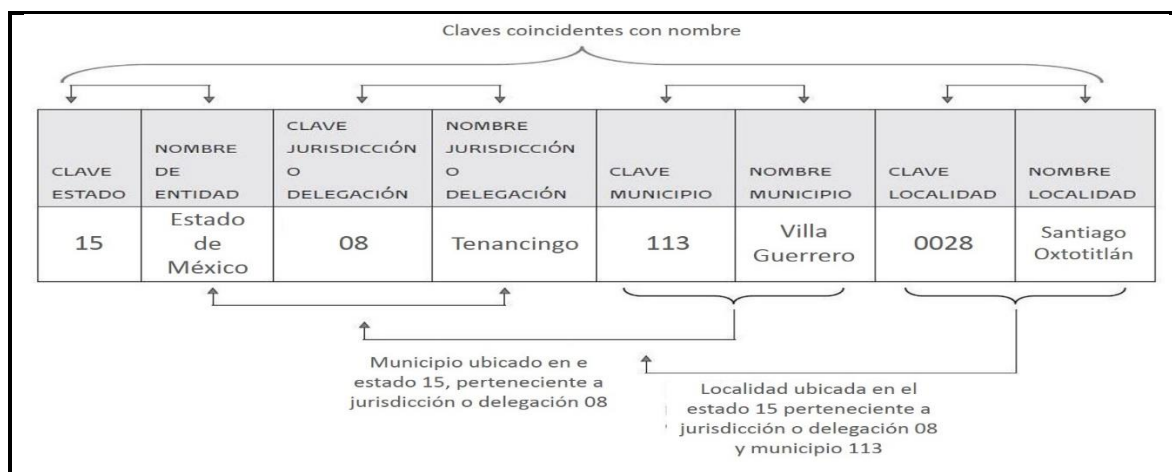 Claves coincidentes con nombre
CLAVE
ESTADO
NOMBRE
DE
ENTIDAD
CLAVE
JURISDICCIÓN
O
DELEGACIÓN
NOMBRE
JURISDICCIÓN
O
DELEGACIÓN
CLAVE
MUNICIPIO
NOMBRE
MUNICIPIO
CLAVE
LOCALIDAD
NOMBRE
LOCALIDAD
15
Estado
de
México
08
Tenancingo
113
Villa
Guerrero
0028
Santiago
Oxtotitlán
Municipio ubicado en e
estado 15, perteneciente a
jurisdicción o delegación 08
Localidad ubicada en el
estado 15 perteneciente a
jurisdicción o delegación 08
y municipio 113